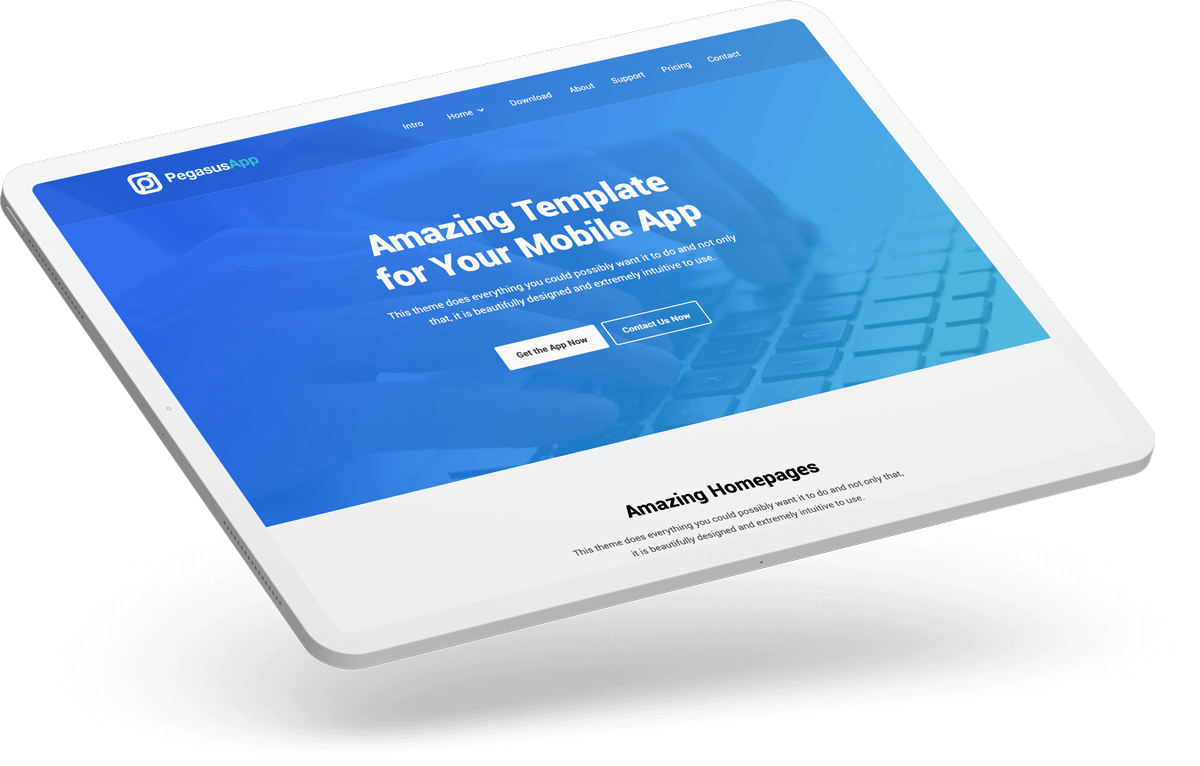 PegasusApp
Intro
Home
Download
About
Support
Pricing
Contact
Amazing Template
for Your Mobile App
This theme does everything you could possibly want it to do and not only
that, it is beautifully designed and extremely intuitive to use.
Get the App Now
Contact Us Now
Amazing Homepages
This theme does everything you could possibly want it to do and not only that,
it is beautifully designed and extremely intuitive to use.